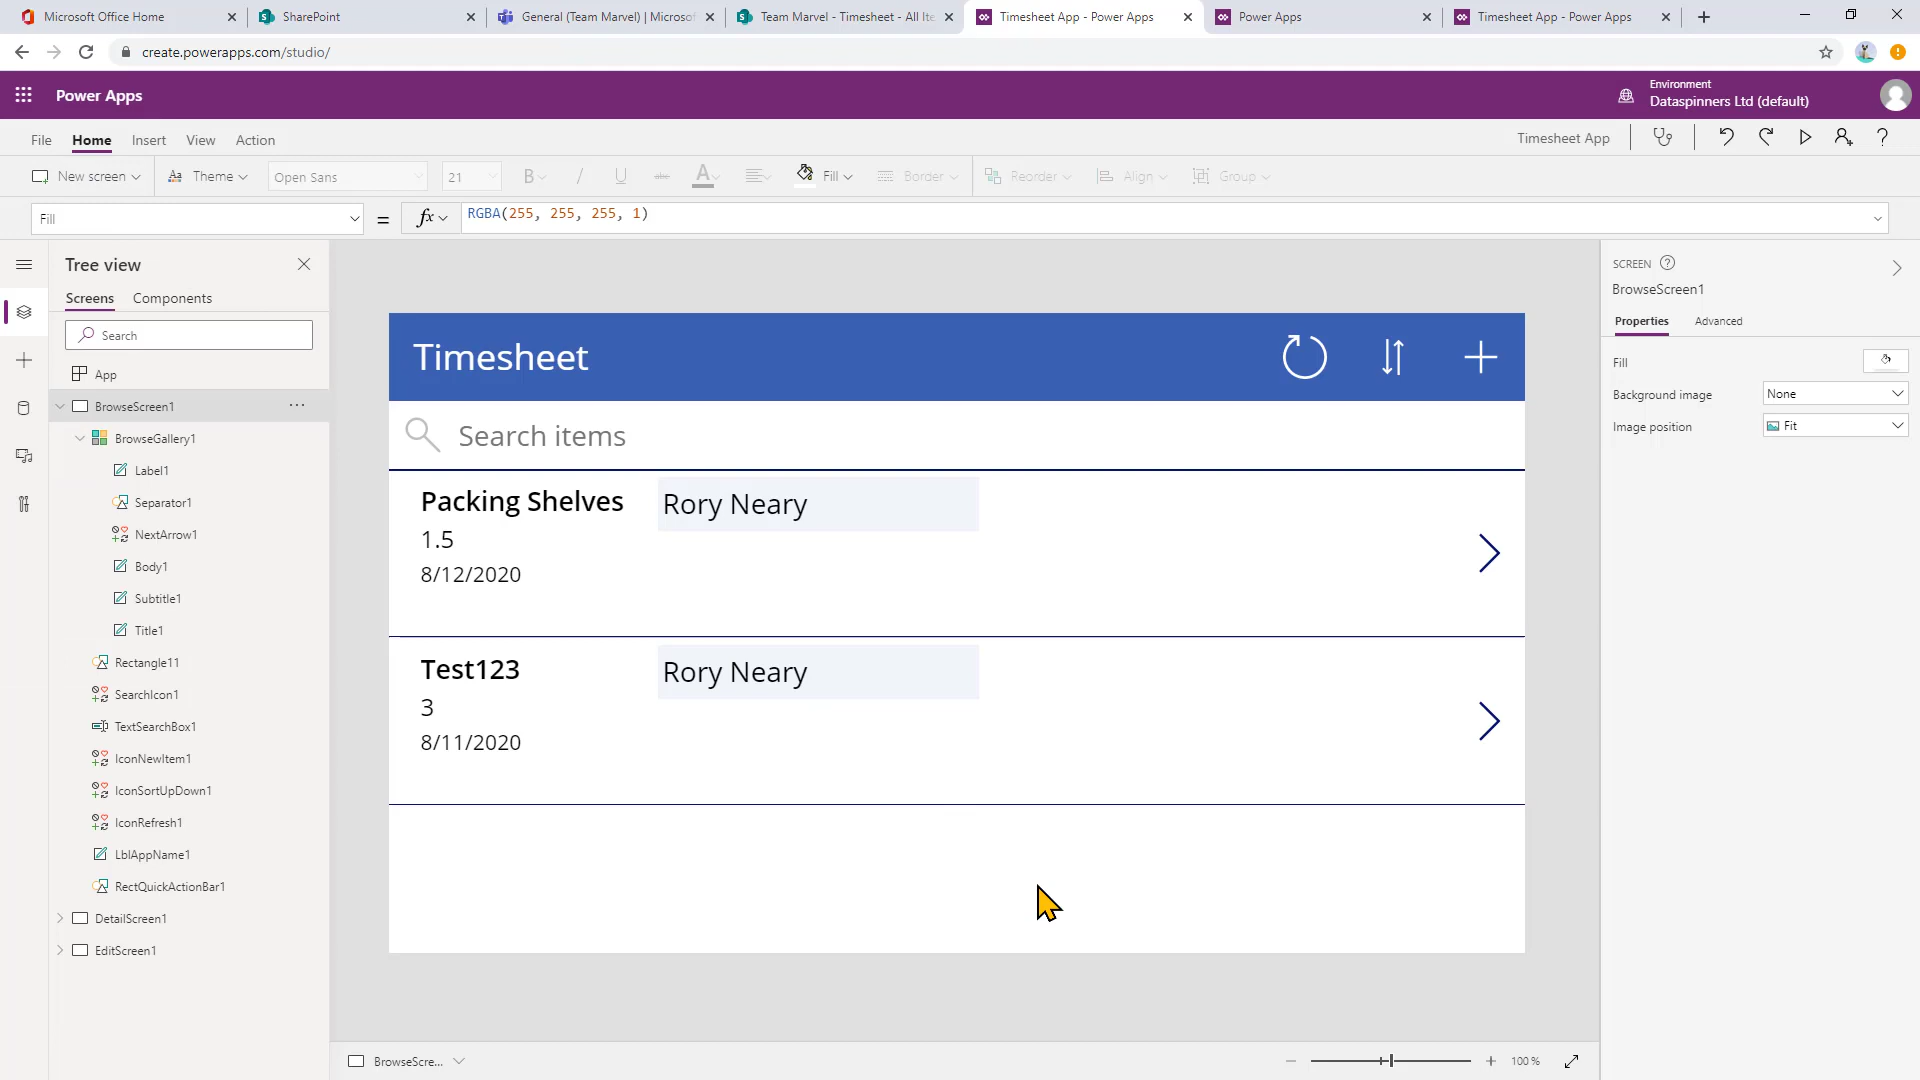 Microsoft Office Home
SharePoint
General (Team Marvel) | Microsof
Team Marvel - Timesheet - All Ite
Timesheet App - Power Apps
Power Apps
Timesheet App - Power Apps
create.powerapps.com/studio/
Power Apps
Environment
Dataspinners Ltd (default)
File
Home
Insert
View
Action
Timesheet App
New screen
Theme
Open Sans
21
B
/
U
abc
A
Fill
Border
Reorder
Align
Group
Fill
=
fx
RGBA(255, 255, 255, 1)
Tree view
Screens
Components
Search
App
BrowseScreen1
BrowseGallery1
Label1
Separator1
NextArrow1
Body1
Subtitle1
Title1
Rectangle11
SearchIcon1
TextSearchBox1
IconNewItem1
IconSortUpDown1
IconRefresh1
LblAppName1
RectQuickActionBar1
DetailScreen1
EditScreen1
Timesheet
Search items
Packing Shelves
Rory Neary
1.5
8/12/2020
Test123
Rory Neary
3
8/11/2020
SCREEN
BrowseScreen1
Properties
Advanced
Fill
Background image
None
Image position
Fit
BrowseScre...
100 %